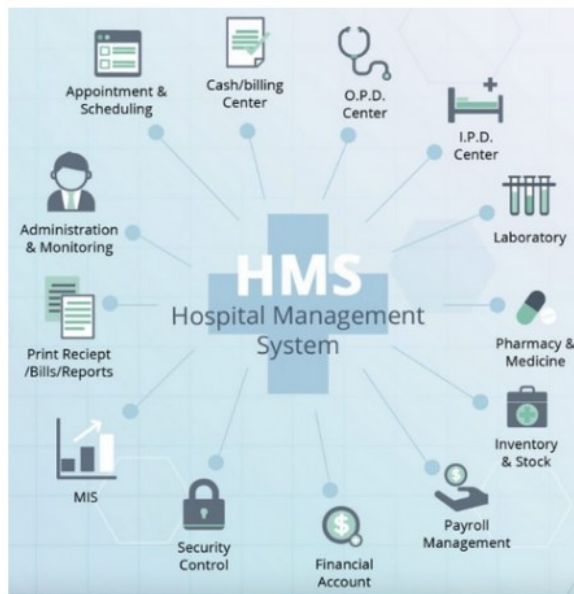 Appointment &
Scheduling
Cash/billing
Center
O.P.D.
Center
I.P.D.
Center
Laboratory
Pharmacy &
Medicine
Inventory
& Stock
Payroll
Management
Financial
Account
Security
Control
MIS
Print Reciept
/Bills/Reports
Administration
& Monitoring
HMS
Hospital Management
System